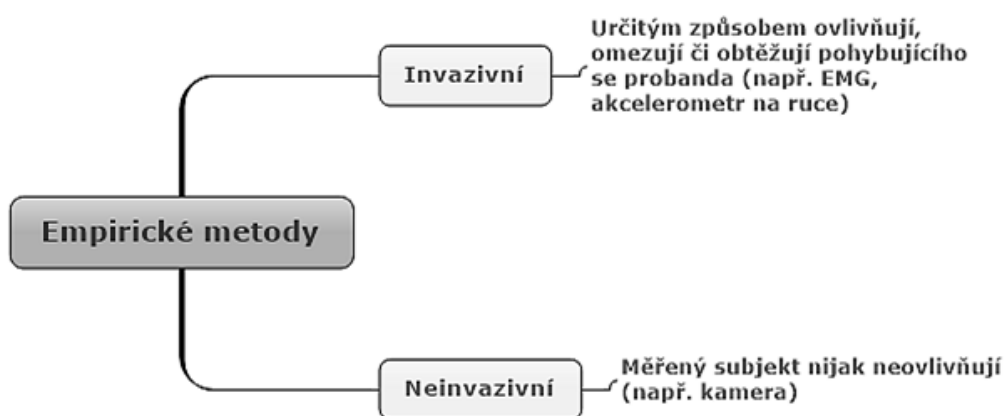 Empirické metody
Invazivní
Určitým způsobem ovlivňují,
omezují či obtěžují pohybujícího
se probanda (např. EMG,
akcelerometr na ruce)
Neinvazivní
Měřený subjekt nijak neovlivňují
(např. kamera)